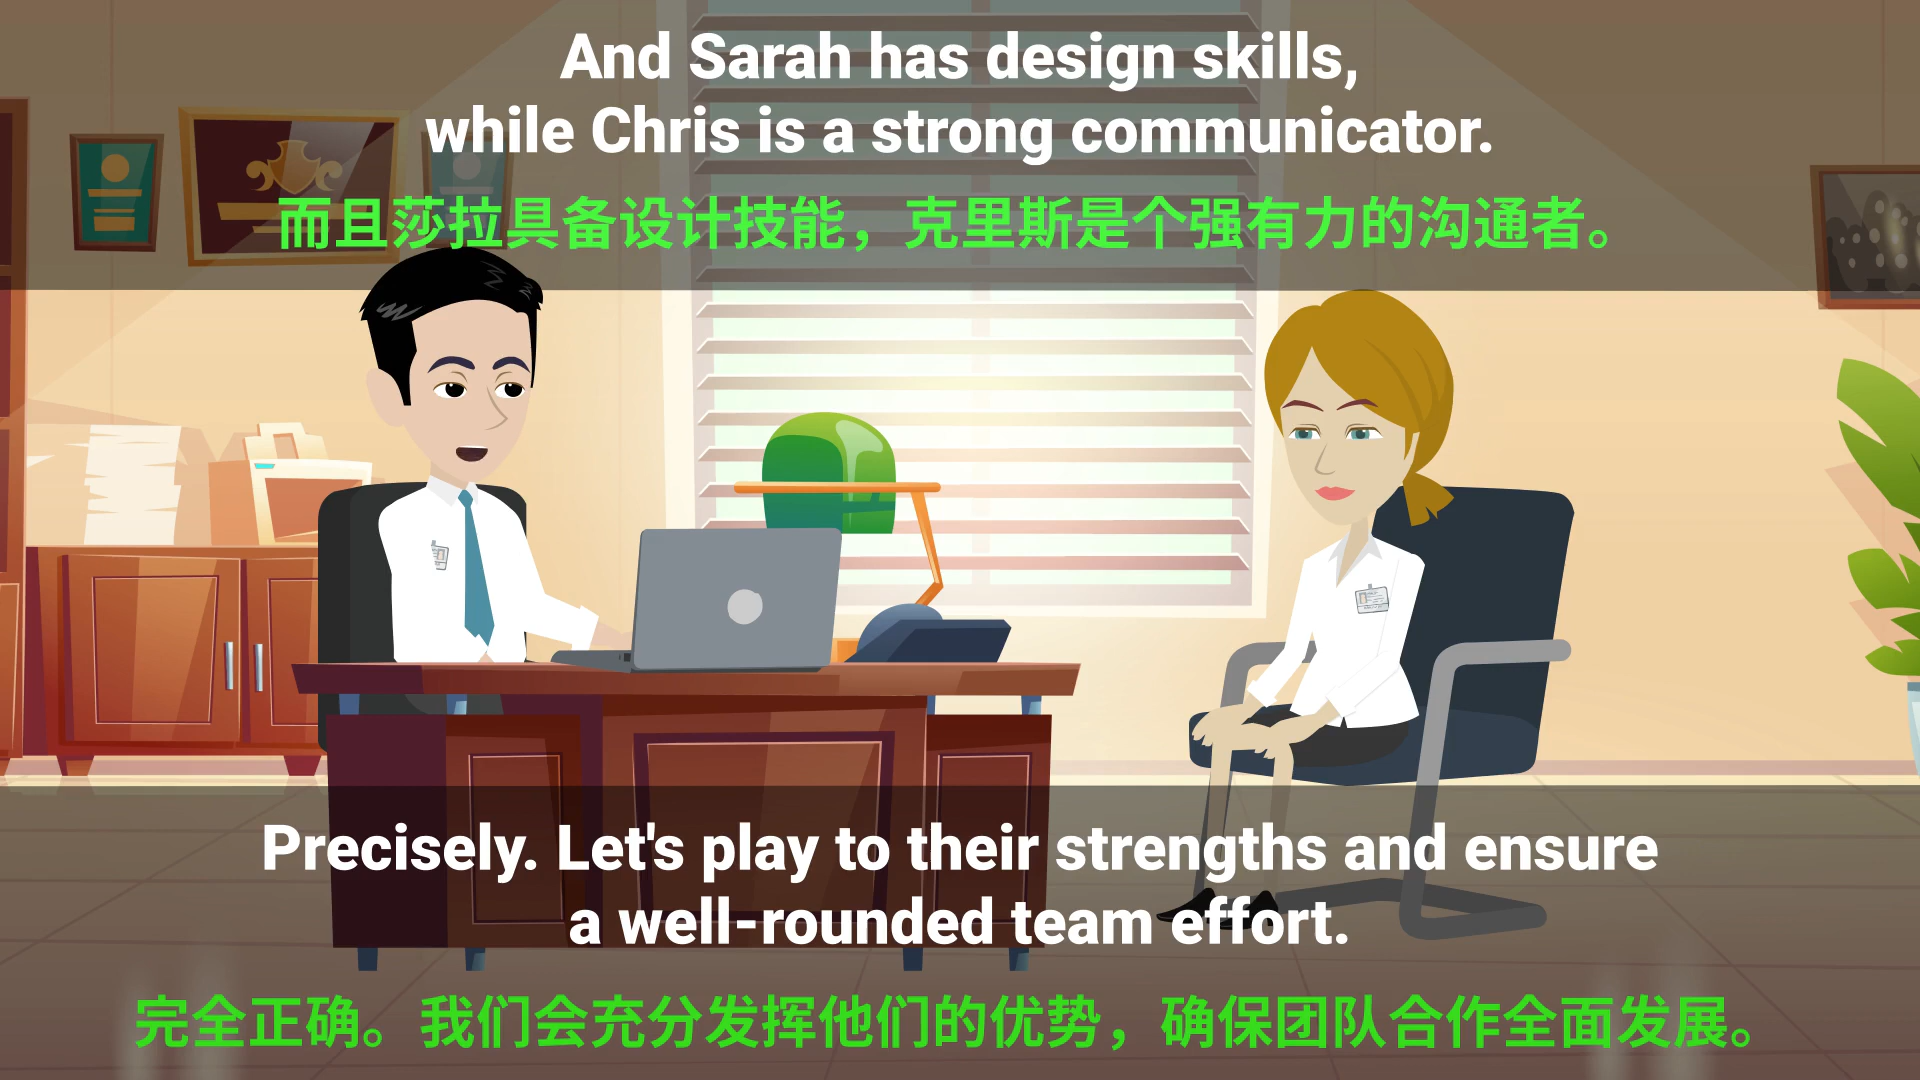 And Sarah has design skills,
while Chris is a strong communicator.
而且莎拉具备设计技能，克里斯是个强有力的沟通者。
Precisely. Let's play to their strengths and ensure
a well-rounded team effort.
完全正确。我们会充分发挥他们的优势，确保团队合作全面发展。